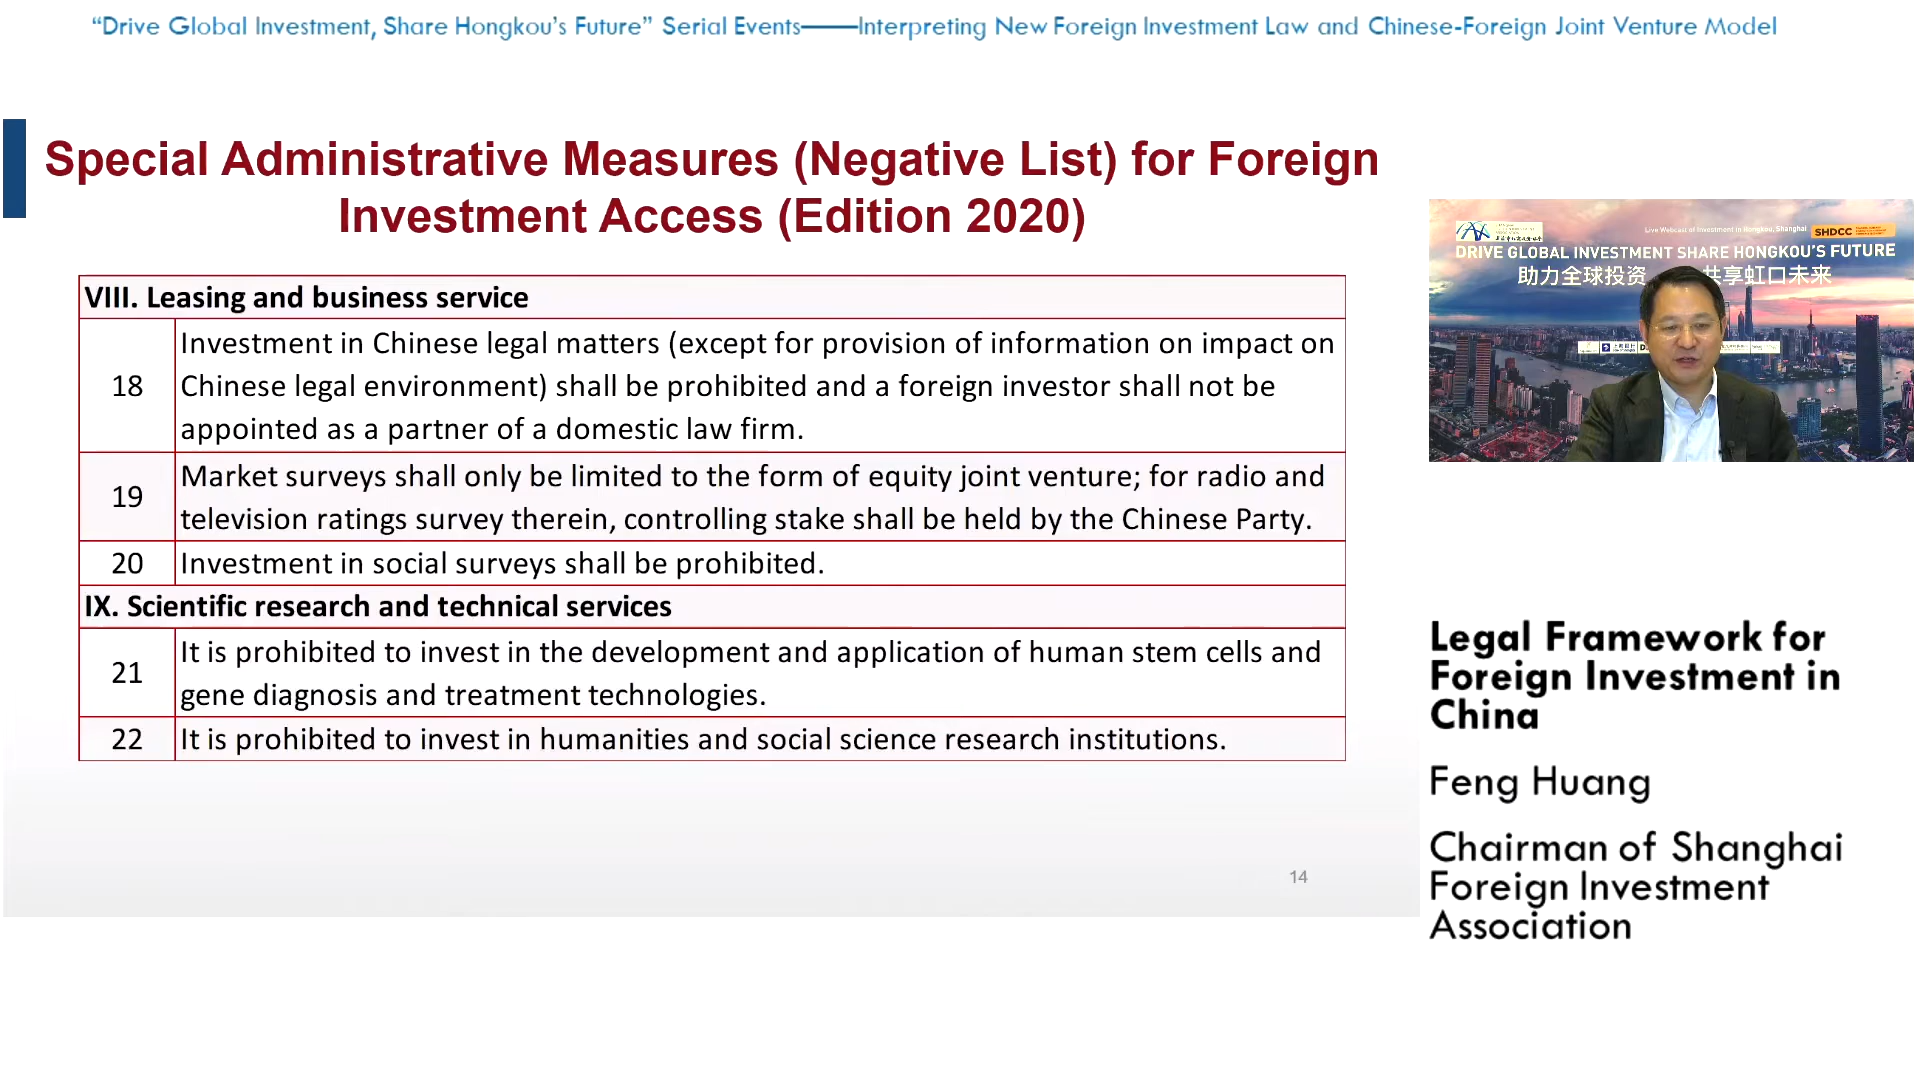 “Drive Global Investment, Share Hongkou’s Future” Serial Events——Interpreting New Foreign Investment Law and Chinese-Foreign Joint Venture Model
Special Administrative Measures (Negative List) for Foreign
Investment Access (Edition 2020)
VIII. Leasing and business service
18
Investment in Chinese legal matters (except for provision of information on impact on
Chinese legal environment) shall be prohibited and a foreign investor shall not be
appointed as a partner of a domestic law firm.
19
Market surveys shall only be limited to the form of equity joint venture; for radio and
television ratings survey therein, controlling stake shall be held by the Chinese Party.
20
Investment in social surveys shall be prohibited.
IX. Scientific research and technical services
21
It is prohibited to invest in the development and application of human stem cells and
gene diagnosis and treatment technologies.
22
It is prohibited to invest in humanities and social science research institutions.
14
Live Webcast of Investment in Hongkou, Shanghai
SHDCC
DRIVE GLOBAL INVESTMENT SHARE HONGKOU'S FUTURE
助力全球投资 共享虹口未来
Legal Framework for
Foreign Investment in
China
Feng Huang
Chairman of Shanghai
Foreign Investment
Association